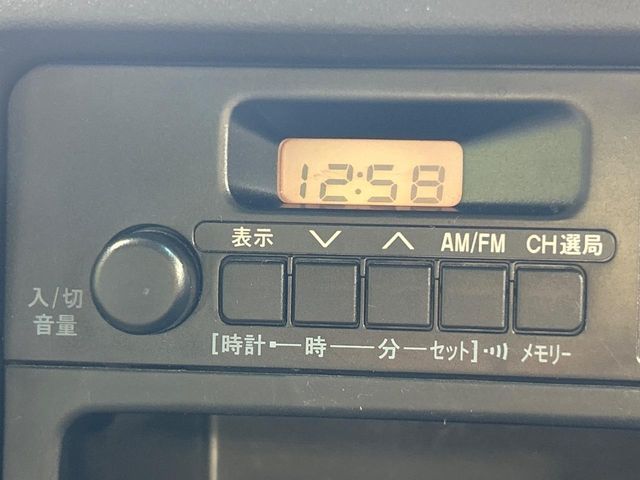 12:58
表示 ∨ ∧ AM/FM CH選局
入/切
音量
[時計 時 分 セット] メモリー